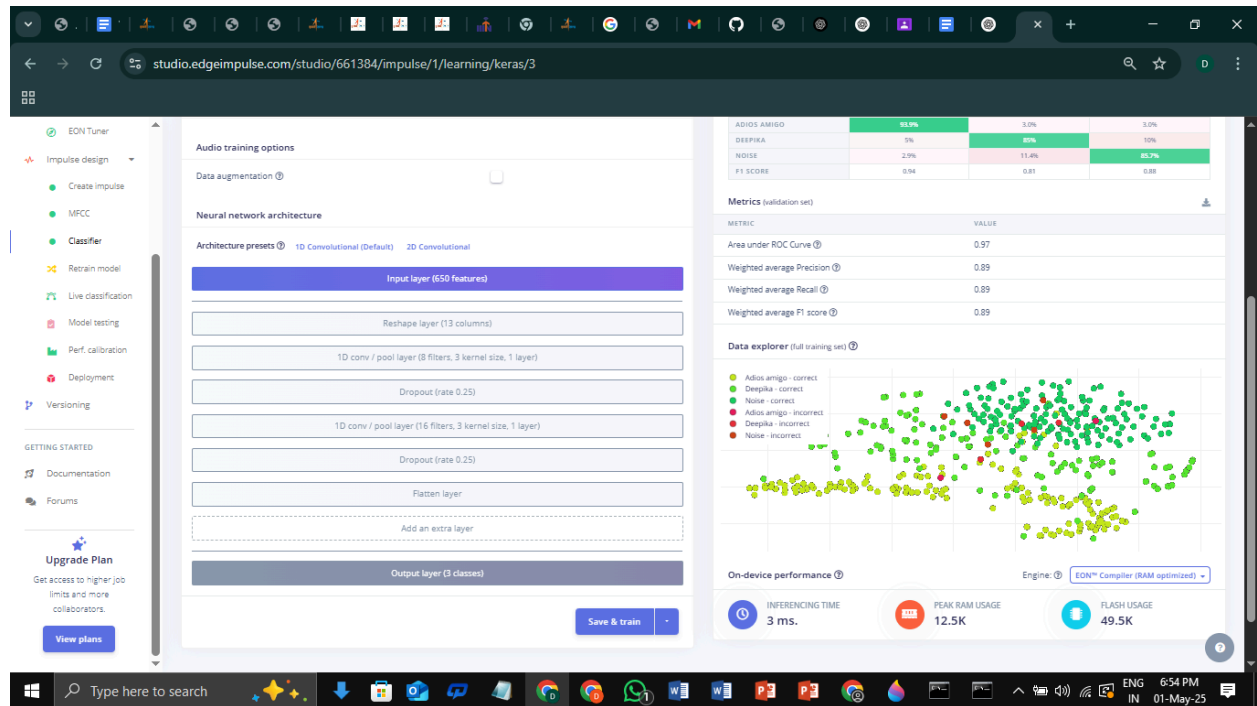 studio.edgeimpulse.com/studio/661384/impulse/1/learning/keras/3
D
EON Tuner
Impulse design
Create impulse
MFCC
Classifier
Retrain model
Live classification
Model testing
Perf. calibration
Deployment
Versioning
GETTING STARTED
Documentation
Forums
Upgrade Plan
Get access to higher job
limits and more
collaborators.
View plans
Audio training options
Data augmentation
Neural network architecture
Architecture presets 1D Convolutional (Default) 2D Convolutional
Input layer (650 features)
Reshape layer (13 columns)
1D conv / pool layer (8 filters, 3 kernel size, 1 layer)
Dropout (rate 0.25)
1D conv / pool layer (16 filters, 3 kernel size, 1 layer)
Dropout (rate 0.25)
Flatten layer
Add an extra layer
Output layer (3 classes)
Save & train
ADIOS AMIGO 93.9% 3.0% 3.0%
DEEPIKA 5% 85% 10%
NOISE 2.9% 11.4% 85.7%
F1 SCORE 0.94 0.81 0.88
Metrics (validation set)
METRIC VALUE
Area under ROC Curve 0.97
Weighted average Precision 0.89
Weighted average Recall 0.89
Weighted average F1 score 0.89
Data explorer (full training set)
Adios amigo - correct
Deepika - correct
Noise - correct
Adios amigo - incorrect
Deepika - incorrect
Noise - incorrect
On-device performance Engine: EON™ Compiler (RAM optimized)
INFERENCING TIME
3 ms.
PEAK RAM USAGE
12.5K
FLASH USAGE
49.5K
Type here to search
ENG
IN
6:54 PM
01-May-25